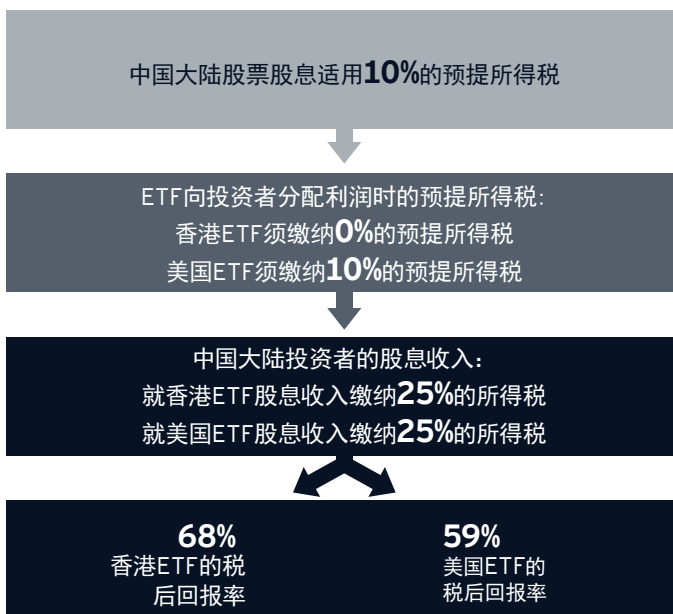 中国大陆股票股息适用10%的预提所得税
ETF向投资者分配利润时的预提所得税:
香港ETF须缴纳0%的预提所得税
美国ETF须缴纳10%的预提所得税
中国大陆投资者的股息收入：
就香港ETF股息收入缴纳25%的所得税
就美国ETF股息收入缴纳25%的所得税
68%
香港ETF的税
后回报率
59%
美国ETF的
税后回报率